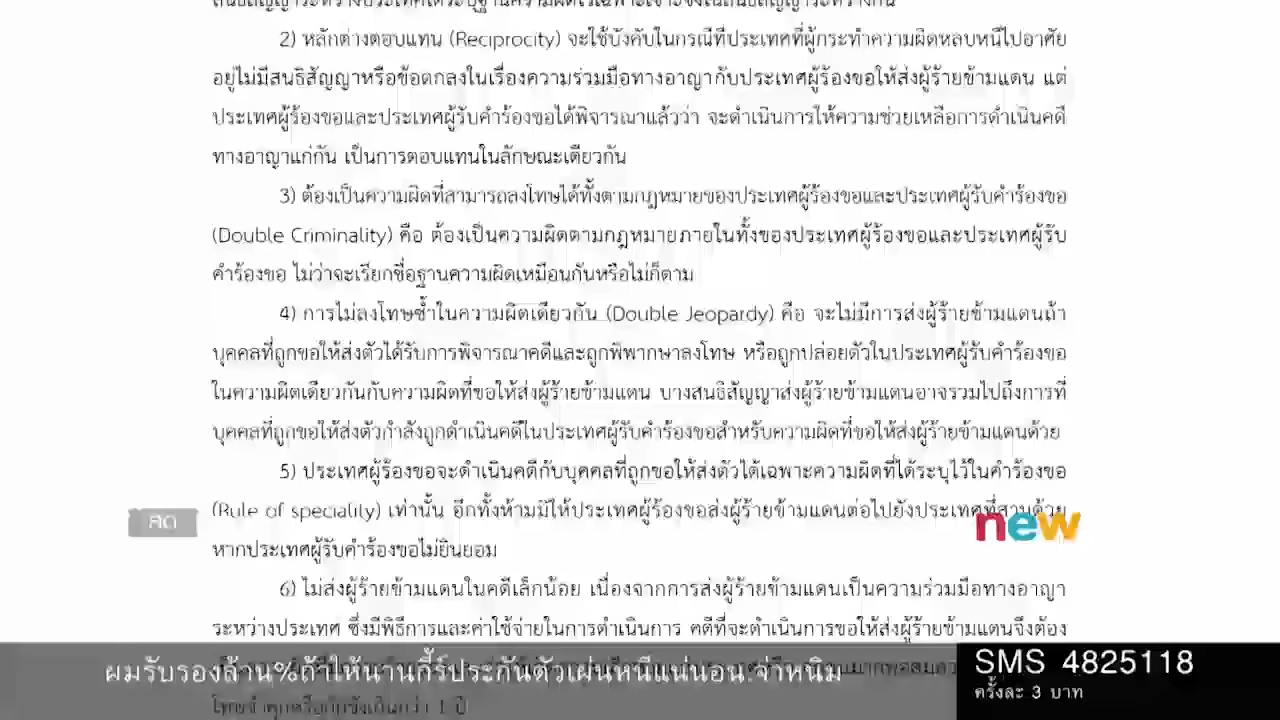 2) หลักต่างตอบแทน (Reciprocity) จะใช้บังคับในกรณีที่ประเทศที่ผู้กระทำความผิดหลบหนีไปอาศัย
อยู่ไม่มีสนธิสัญญาหรือข้อตกลงในเรื่องความร่วมมือทางอาญากับประเทศผู้ร้องขอให้ส่งผู้ร้ายข้ามแดน แต่
ประเทศผู้ร้องขอและประเทศผู้รับคำร้องขอได้พิจารณาแล้วว่า จะดำเนินการให้ความช่วยเหลือการดำเนินคดี
ทางอาญาแก่กัน เป็นการตอบแทนในลักษณะเดียวกัน
3) ต้องเป็นความผิดที่สามารถลงโทษได้ทั้งตามกฎหมายของประเทศผู้ร้องขอและประเทศผู้รับคำร้องขอ
(Double Criminality) คือ ต้องเป็นความผิดตามกฎหมายภายในทั้งของประเทศผู้ร้องขอและประเทศผู้รับ
คำร้องขอ ไม่ว่าจะเรียกชื่อฐานความผิดเหมือนกันหรือไม่ก็ตาม
4) การไม่ลงโทษซ้ำในความผิดเดียวกัน (Double Jeopardy) คือ จะไม่มีการส่งผู้ร้ายข้ามแดนถ้า
บุคคลที่ถูกขอให้ส่งตัวได้รับการพิจารณาคดีและถูกพิพากษาลงโทษ หรือถูกปล่อยตัวในประเทศผู้รับคำร้องขอ
ในความผิดเดียวกันกับความผิดที่ขอให้ส่งผู้ร้ายข้ามแดน บางสนธิสัญญาส่งผู้ร้ายข้ามแดนอาจรวมไปถึงการที่
บุคคลที่ถูกขอให้ส่งตัวกำลังถูกดำเนินคดีในประเทศผู้รับคำร้องขอสำหรับความผิดที่ขอให้ส่งผู้ร้ายข้ามแดนด้วย
5) ประเทศผู้ร้องขอจะดำเนินคดีกับบุคคลที่ถูกขอให้ส่งตัวได้เฉพาะความผิดที่ได้ระบุไว้ในคำร้องขอ
(Rule of speciality) เท่านั้น อีกทั้งห้ามมิให้ประเทศผู้ร้องขอส่งผู้ร้ายข้ามแดนต่อไปยังประเทศที่สามด้วย
หากประเทศผู้รับคำร้องขอไม่ยินยอม
สด
new
6) ไม่ส่งผู้ร้ายข้ามแดนในคดีเล็กน้อย เนื่องจากการส่งผู้ร้ายข้ามแดนเป็นความร่วมมือทางอาญา
ระหว่างประเทศ ซึ่งมีพิธีการและค่าใช้จ่ายในการดำเนินการ คดีที่จะดำเนินการขอให้ส่งผู้ร้ายข้ามแดนจึงต้อง
ผมรับรองล้าน%ถ้าให้นานกี้ร์ประกันตัวเผ่นหนีแน่นอน.จ่าหนิม
SMS 4825118
ครั้งละ 3 บาท